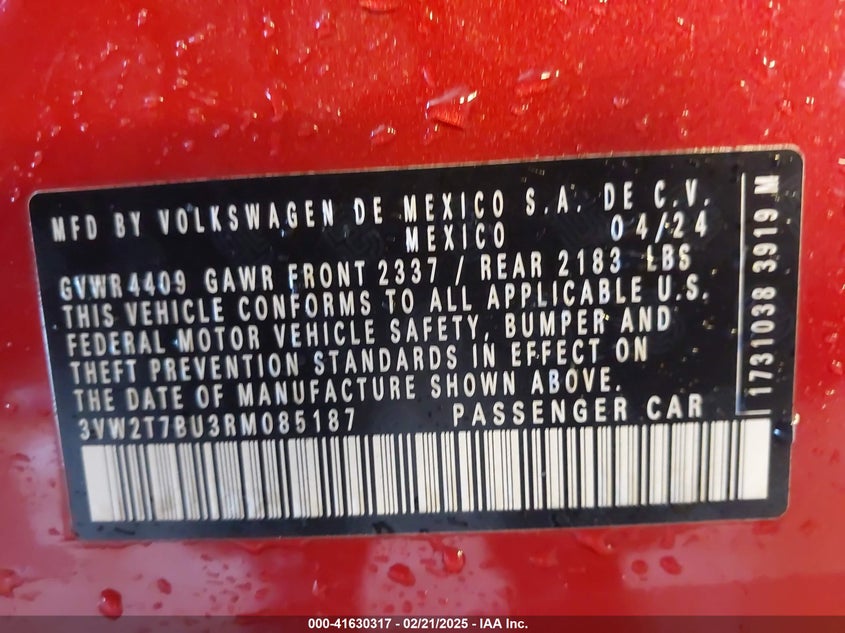 MFD BY VOLKSWAGEN DE MEXICO S.A. DE C.V.
MEXICO 04/24
GVWR 4409 GAWR FRONT 2337 / REAR 2183 LBS
THIS VEHICLE CONFORMS TO ALL APPLICABLE U.S.
FEDERAL MOTOR VEHICLE SAFETY, BUMPER AND
THEFT PREVENTION STANDARDS IN EFFECT ON
THE DATE OF MANUFACTURE SHOWN ABOVE.
3VW2T7BU3RM085187 PASSENGER CAR
1731038 3919 M
000-41630317 - 02/21/2025 - IAA Inc.